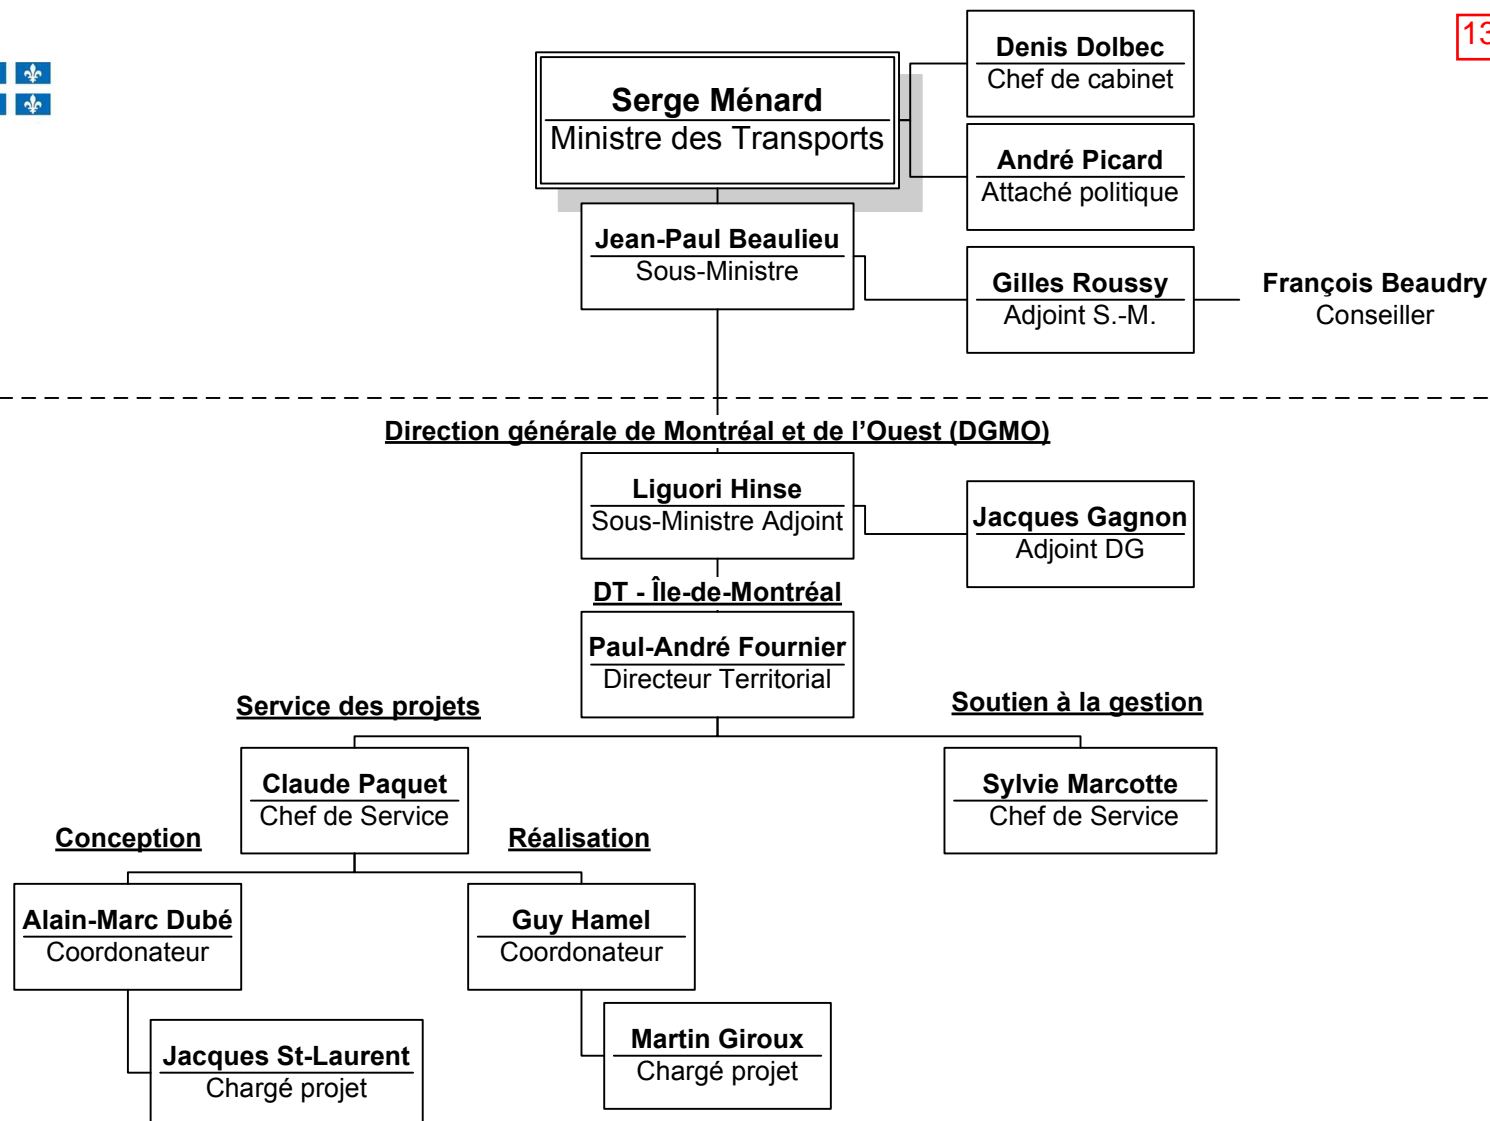 Denis Dolbec
Chef de cabinet
13
Serge Ménard
Ministre des Transports
André Picard
Attaché politique
Jean-Paul Beaulieu
Sous-Ministre
Gilles Roussy
Adjoint S.-M.
François Beaudry
Conseiller
Direction générale de Montréal et de l'Ouest (DGMO)
Liguori Hinse
Sous-Ministre Adjoint
Jacques Gagnon
Adjoint DG
DT - Île-de-Montréal
Paul-André Fournier
Directeur Territorial
Service des projets
Soutien à la gestion
Claude Paquet
Chef de Service
Sylvie Marcotte
Chef de Service
Conception
Réalisation
Alain-Marc Dubé
Coordonateur
Guy Hamel
Coordonateur
Jacques St-Laurent
Chargé projet
Martin Giroux
Chargé projet